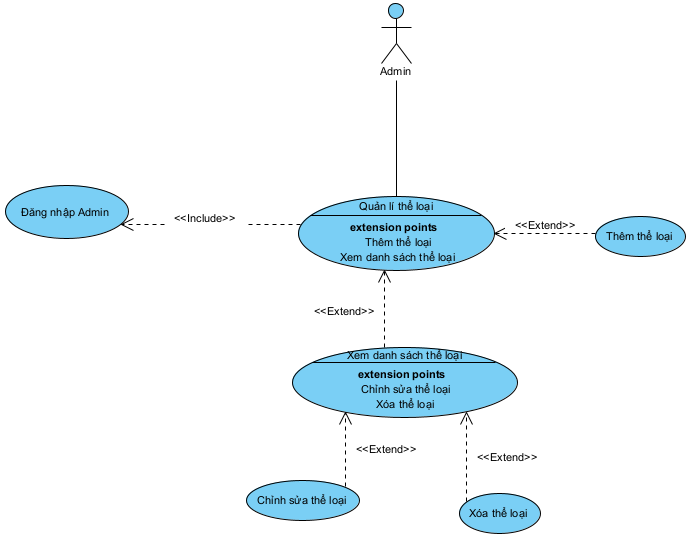 Admin
Đăng nhập Admin
<<Include>>
Quản lí thể loại
extension points
Thêm thể loại
Xem danh sách thể loại
<<Extend>>
Thêm thể loại
<<Extend>>
Xem danh sách thể loại
extension points
Chỉnh sửa thể loại
Xóa thể loại
<<Extend>>
<<Extend>>
Chỉnh sửa thể loại
Xóa thể loại